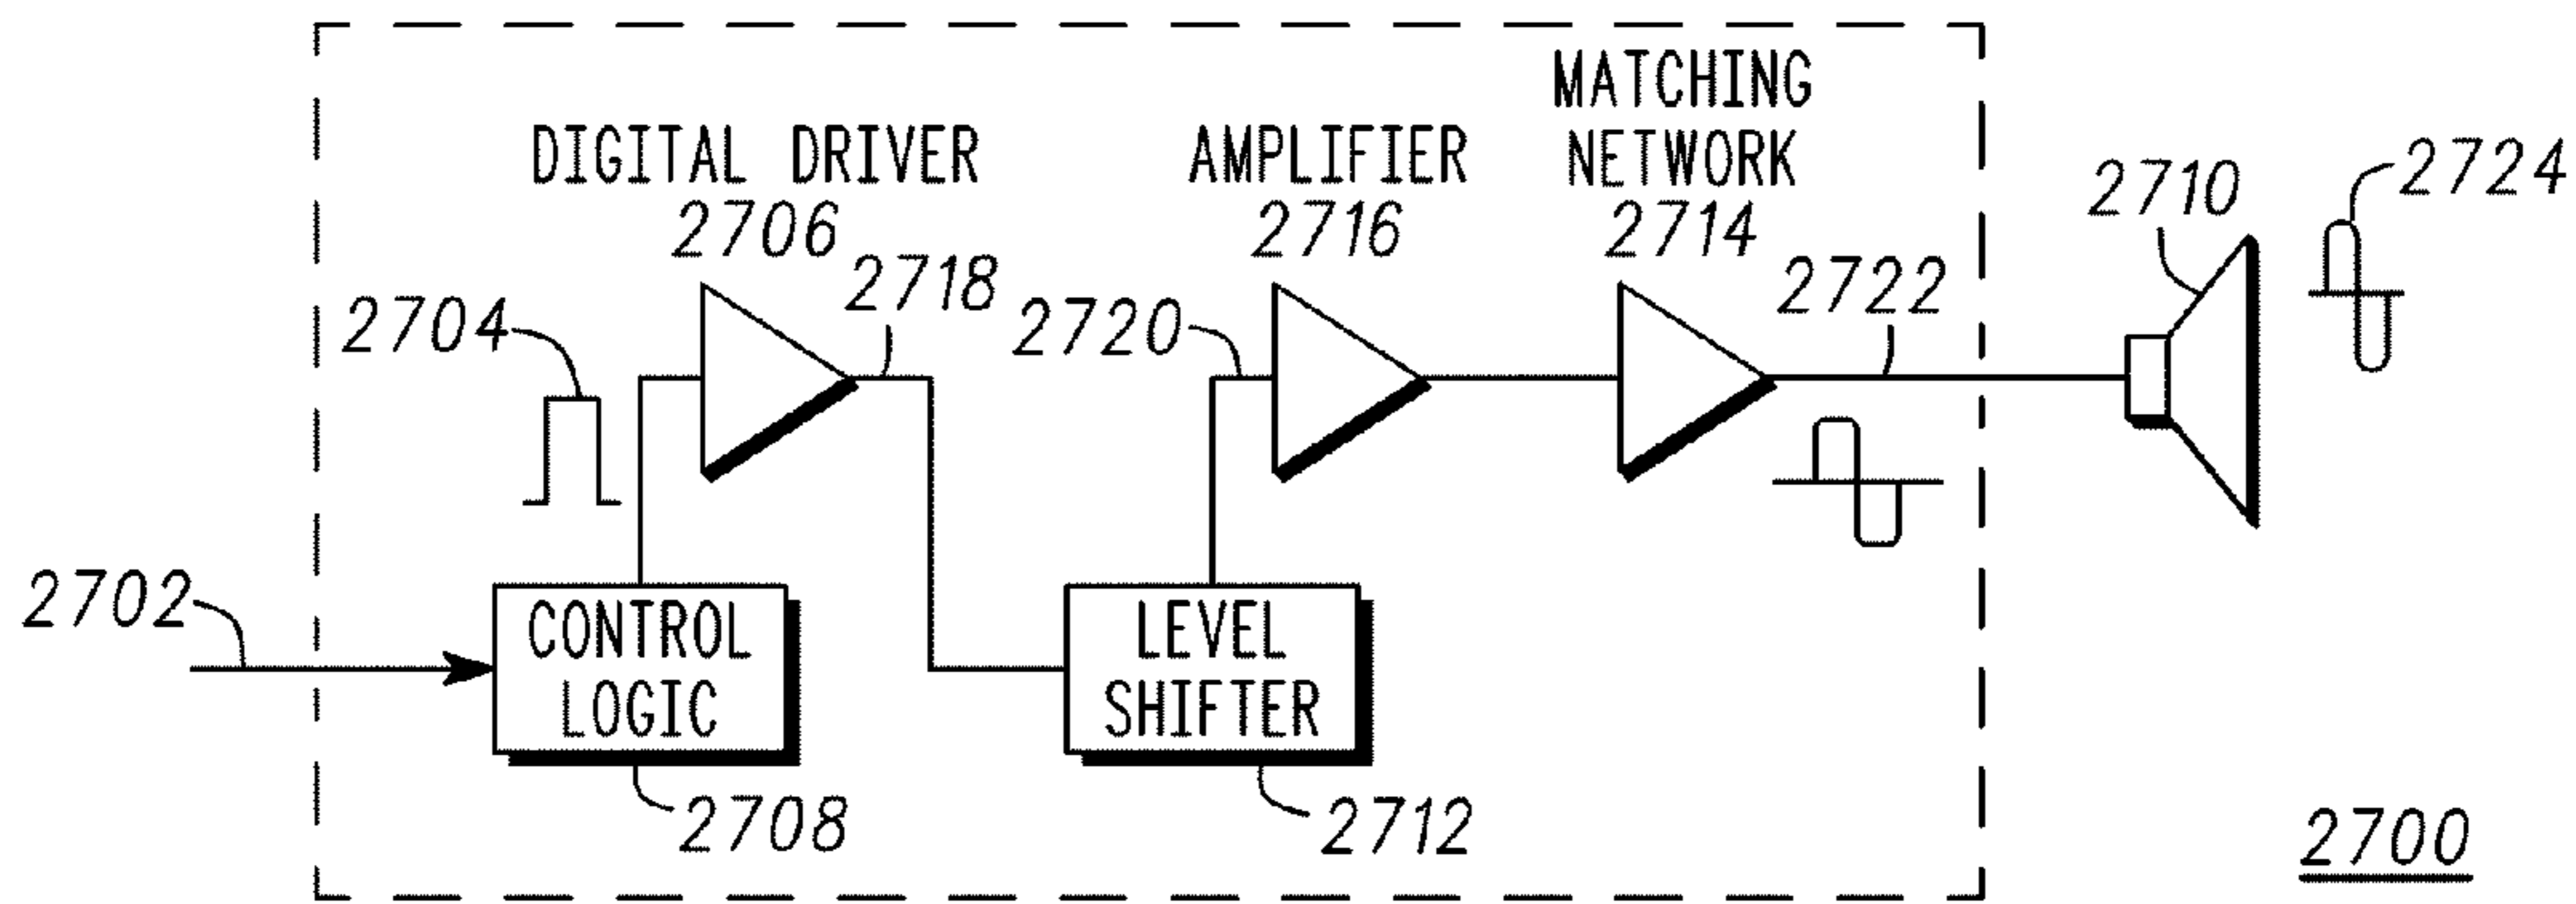 MATCHING
DIGITAL DRIVER
AMPLIFIER
NETWORK
2724
2710
2706
2716
2714
2718
2722
2704
2720
2702
CONTROL
LOGIC
LEVEL
SHIFTER
2708
2712
2700